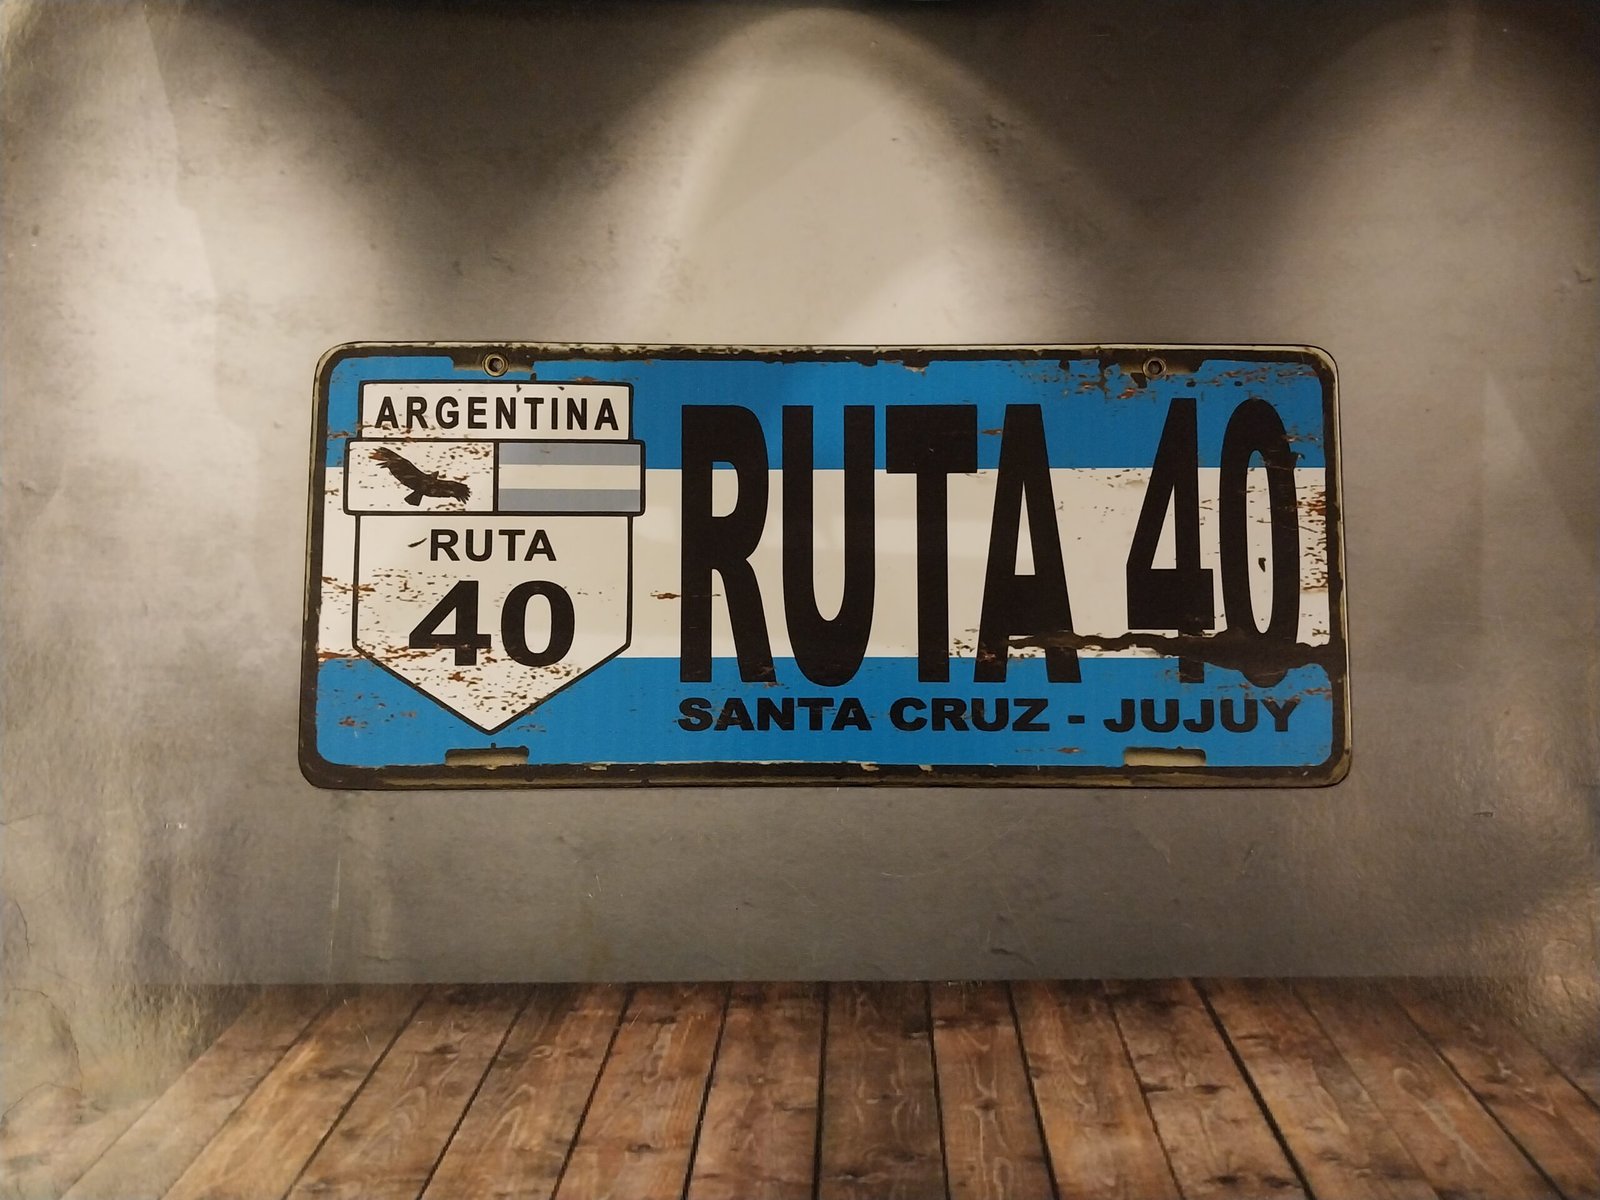 ARGENTINA
RUTA
40
RUTA 40
SANTA CRUZ - JUJUY